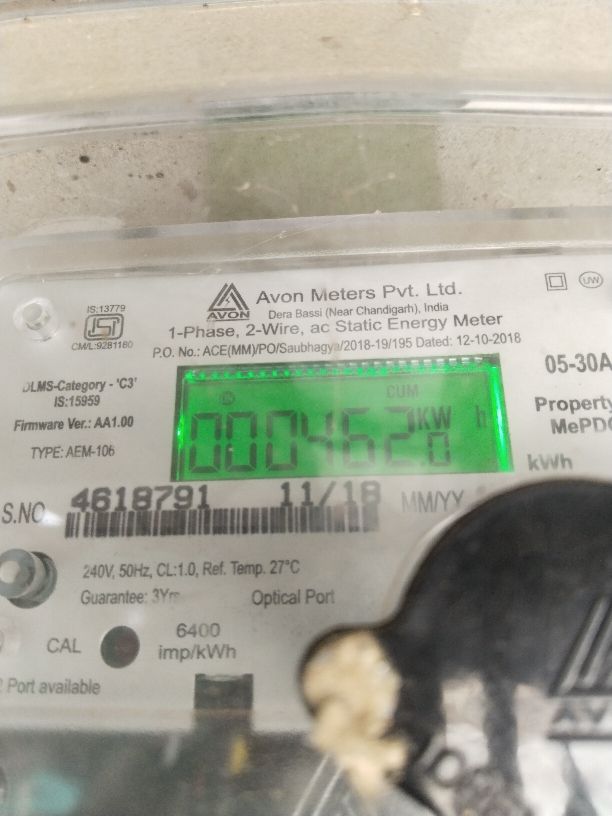 AVON
Avon Meters Pvt. Ltd.
Dera Bassi (Near Chandigarh), India
UW
IS:13779
ISI
CM/L:9281180
1-Phase, 2-Wire, ac Static Energy Meter
P.O. No.: ACE(MM)/PO/Saubhagya/2018-19/195 Dated: 12-10-2018
DLMS-Category - 'C3'
IS:15959
05-30A
Firmware Ver.: AA1.00
Property
TYPE: AEM-106
CUM
000462.0 KW h
kWh
S.NO 4618791 11/18 MM/YY
240V, 50Hz, CL:1.0, Ref. Temp. 27°C
Guarantee: 3Yrs Optical Port
CAL 6400
imp/kWh
Port available